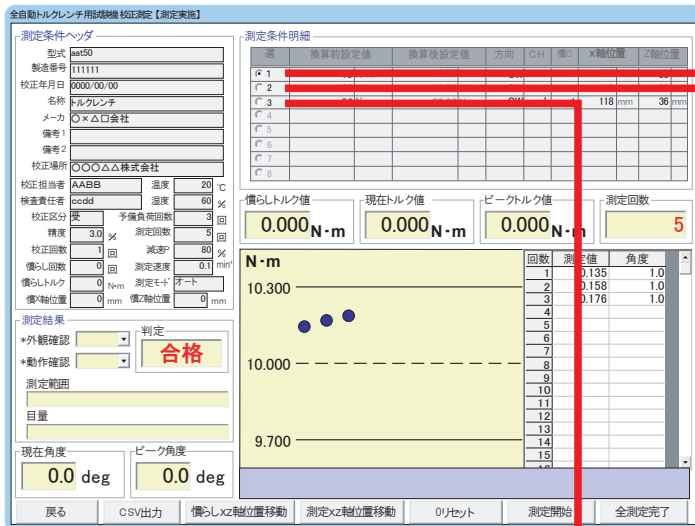 全自動トルクレンチ用試験機 校正測定【測定実施】
測定条件ヘッダ
型式 aat50
製造番号 111111
校正年月日 0000/00/00
名称 トルクレンチ
メーカ ○×△口会社
備考1
備考2
校正場所 ○○○△△株式会社
校正担当者 AABB 温度 20 ℃
検査責任者 ccdd 湿度 60 %
校正区分 受 予備負荷回数 3 回
精度 3.0 % 測定回数 5 回
校正回数 1 回 減速P 80 %
慣らし回数 0 回 測定速度 0.1 min⁻¹
慣らしトルク 0 N・m 測定モード オート
慣X軸位置 0 mm 慣Z軸位置 0 mm
測定条件明細
選 換算前設定値 換算後設定値 方向 CH 慣C X軸位置 Z軸位置
1
2
3 118 mm 36 mm
4
5
6
7
8
慣らしトルク値 現在トルク値 ピークトルク値 測定回数
0.000 N・m 0.000 N・m 0.000 N・m 5
測定結果
*外観確認
*動作確認
判定
合格
測定範囲
目量
現在角度 ピーク角度
0.0 deg 0.0 deg
N・m
10.300
10.000
9.700
回数 測定値 角度
1 0.135 1.0
2 0.158 1.0
3 0.176 1.0
4
5
6
7
8
9
10
11
12
13
14
15
戻る CSV出力 慣らしXZ軸位置移動 測定XZ軸位置移動 0リセット 測定開始 全測定完了